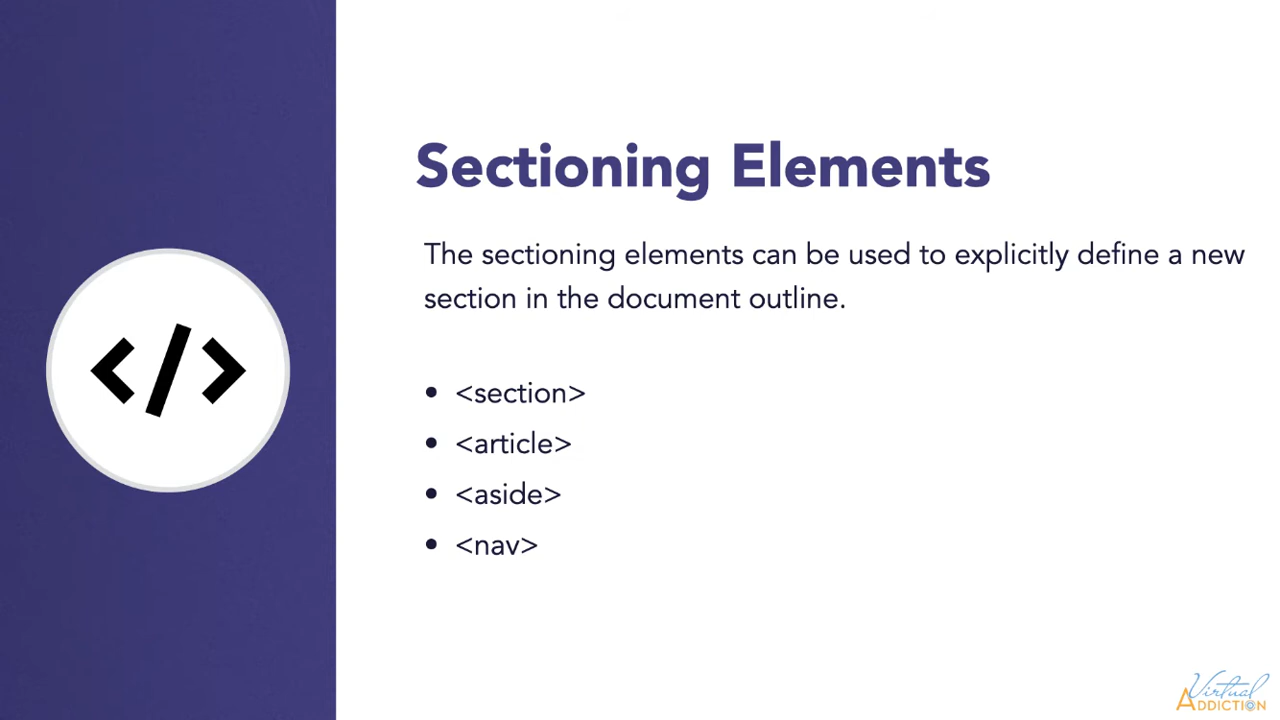 Sectioning Elements
The sectioning elements can be used to explicitly define a new
section in the document outline.
• <section>
• <article>
• <aside>
• <nav>
</>
Virtual
ADDICTION